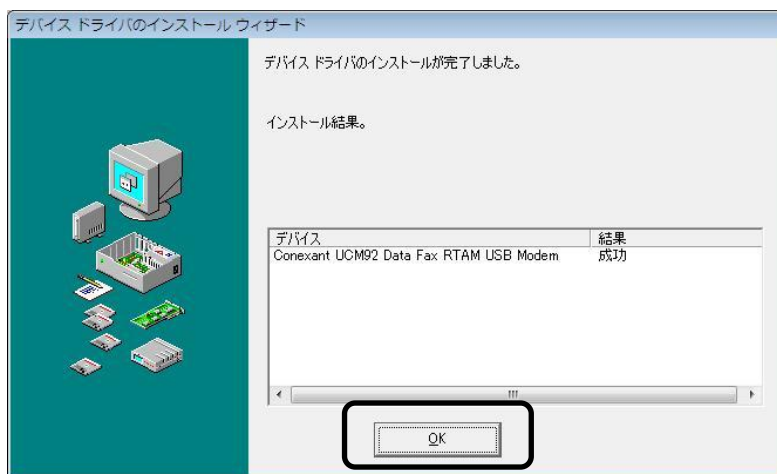 デバイス ドライバのインストール ウィザード
デバイス ドライバのインストールが完了しました。
インストール結果。
デバイス 結果
Conexant UCM92 Data Fax RTAM USB Modem 成功
OK